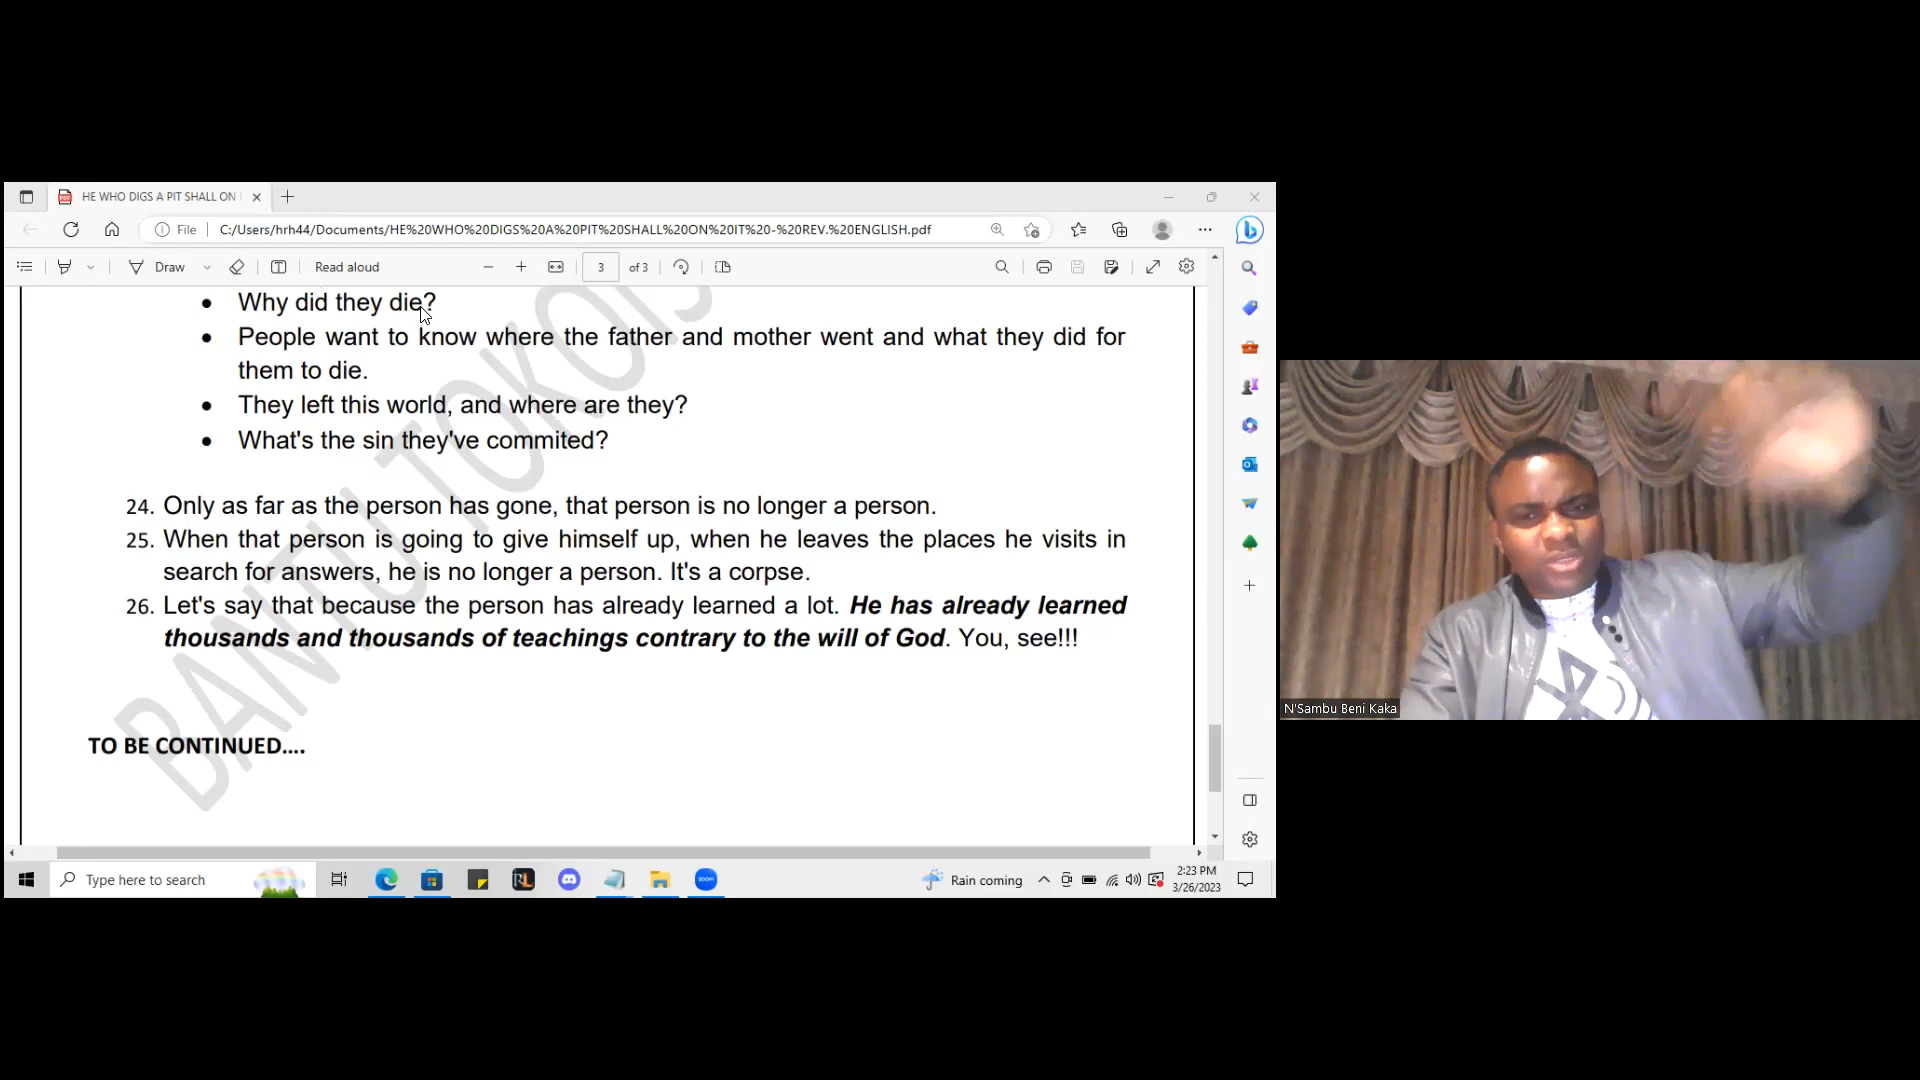 HE WHO DIGS A PIT SHALL ON
File
C:/Users/hrh44/Documents/HE%20WHO%20DIGS%20A%20PIT%20SHALL%20ON%20IT%20-%20REV.%20ENGLISH.pdf
Draw
Read aloud
3
of 3
• Why did they die?
• People want to know where the father and mother went and what they did for
them to die.
• They left this world, and where are they?
• What's the sin they've commited?
24. Only as far as the person has gone, that person is no longer a person.
25. When that person is going to give himself up, when he leaves the places he visits in
search for answers, he is no longer a person. It's a corpse.
26. Let's say that because the person has already learned a lot. He has already learned
thousands and thousands of teachings contrary to the will of God. You, see!!!
TO BE CONTINUED....
BANTU TOKOIS
N'Sambu Beni Kaka
Type here to search
RL
zoom
Rain coming
2:23 PM
3/26/2023